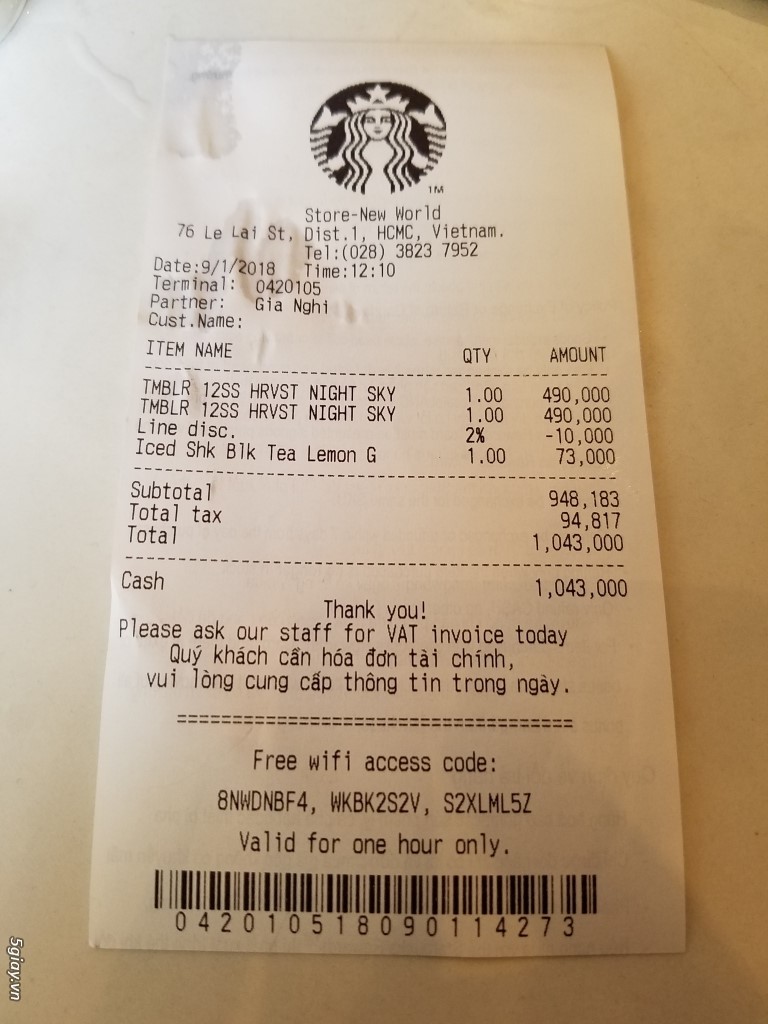 TM
Store-New World
76 Le Lai St, Dist.1, HCMC, Vietnam.
Tel:(028) 3823 7952
Date:9/1/2018 Time:12:10
Terminal: 0420105
Partner: Gia Nghi
Cust.Name:
ITEM NAME QTY AMOUNT
TMBLR 12SS HRVST NIGHT SKY 1.00 490,000
TMBLR 12SS HRVST NIGHT SKY 1.00 490,000
Line disc. 2% -10,000
Iced Shk Blk Tea Lemon G 1.00 73,000
Subtotal 948,183
Total tax 94,817
Total 1,043,000
Cash 1,043,000
Thank you!
Please ask our staff for VAT invoice today
Quý khách cần hóa đơn tài chính,
vui lòng cung cấp thông tin trong ngày.
===================================
Free wifi access code:
8NWDNBF4, WKBK2S2V, S2XLML5Z
Valid for one hour only.
042010518090114273
5giay.vn